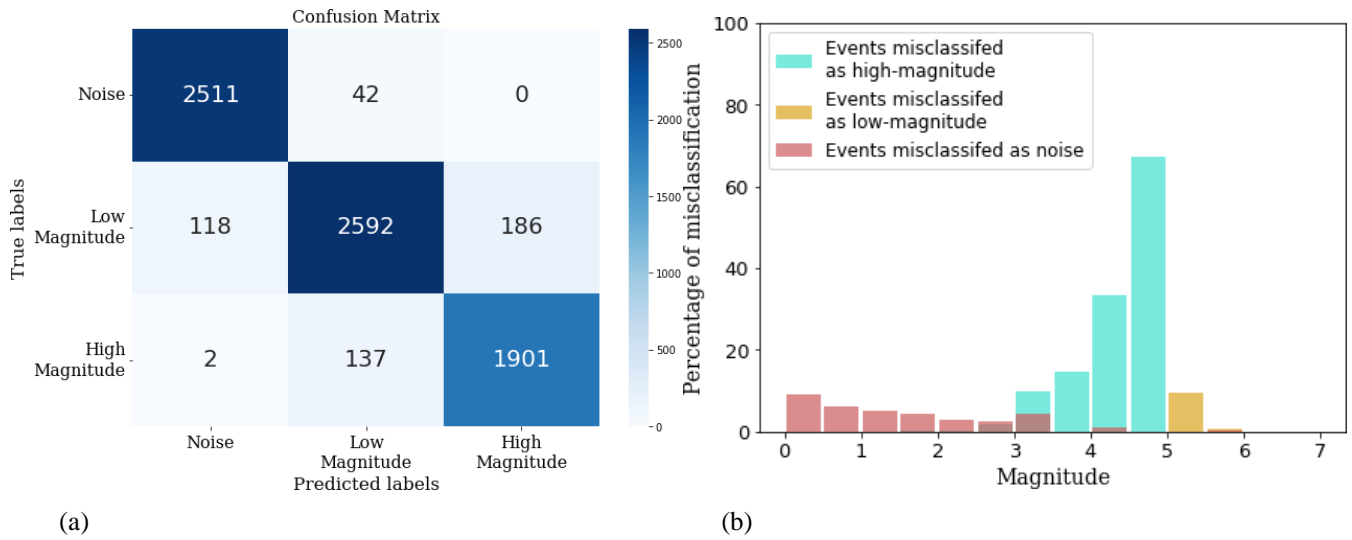 Confusion Matrix
True labels
Noise
2511
42
0
Low
Magnitude
118
2592
186
High
Magnitude
2
137
1901
Noise
Low
Magnitude
High
Magnitude
Predicted labels
2500
2000
1500
1000
500
0
(a)
Percentage of misclassification
100
80
60
40
20
0
Events misclassifed
as high-magnitude
Events misclassifed
as low-magnitude
Events misclassifed as noise
0 1 2 3 4 5 6 7
Magnitude
(b)